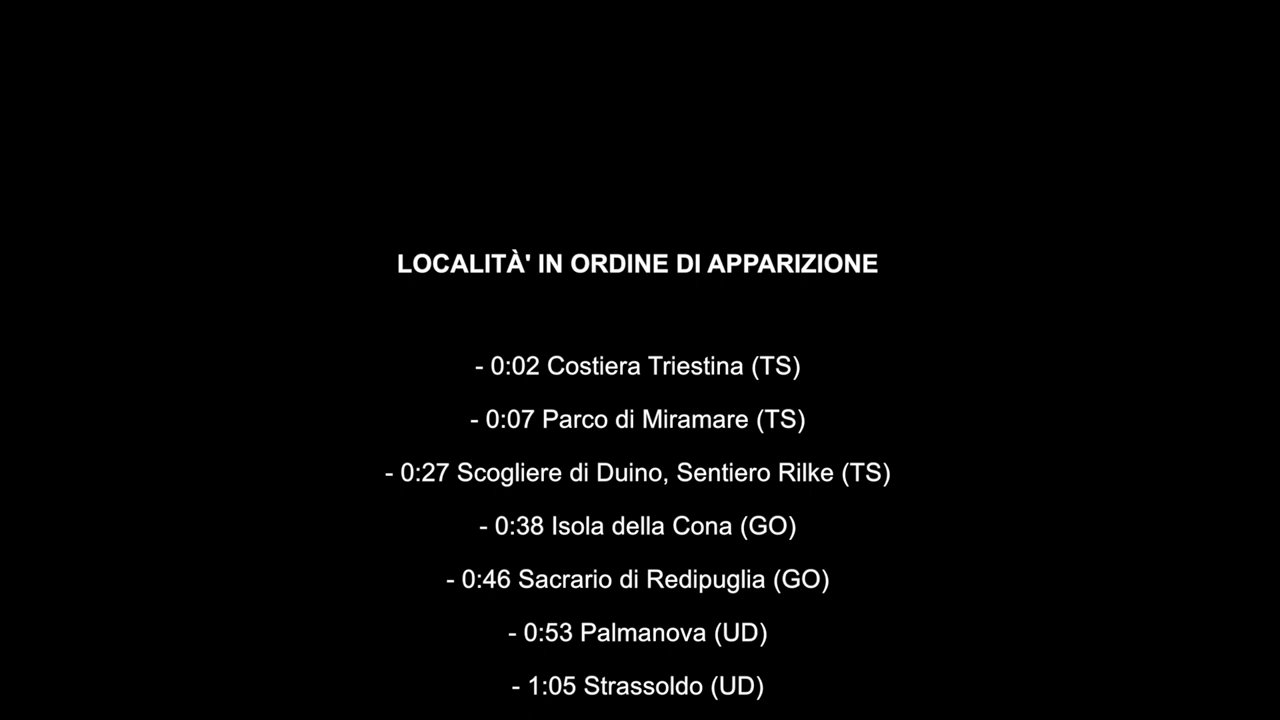 LOCALITÀ' IN ORDINE DI APPARIZIONE
- 0:02 Costiera Triestina (TS)
- 0:07 Parco di Miramare (TS)
- 0:27 Scogliere di Duino, Sentiero Rilke (TS)
- 0:38 Isola della Cona (GO)
- 0:46 Sacrario di Redipuglia (GO)
- 0:53 Palmanova (UD)
- 1:05 Strassoldo (UD)